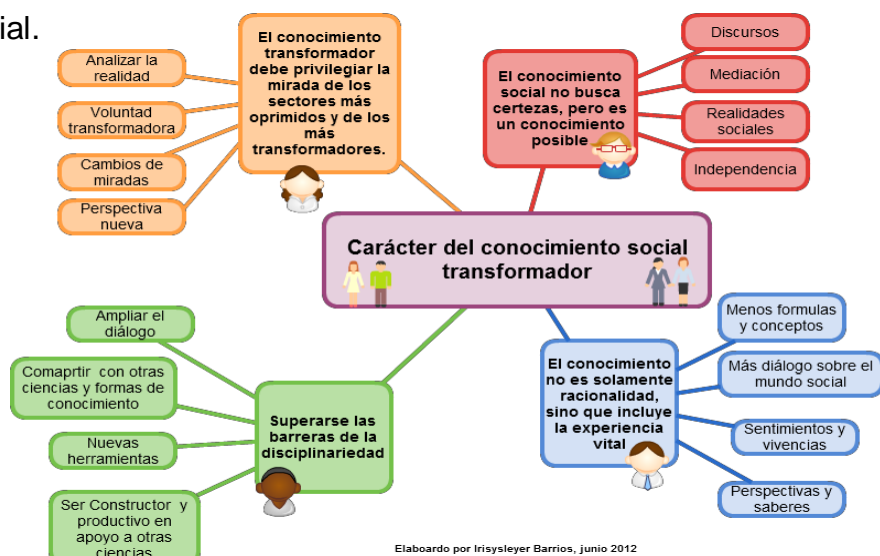 ial.
El conocimiento
transformador
debe privilegiar la
mirada de los
sectores más
oprimidos y de los
más
transformadores.
Analizar la
realidad
Voluntad
transformadora
Cambios de
miradas
Perspectiva
nueva
El conocimiento
social no busca
certezas, pero es
un conocimiento
posible
Discursos
Mediación
Realidades
sociales
Independencia
Carácter del conocimiento social
transformador
Superarse las
barreras de la
disciplinariedad
Ampliar el
diálogo
Comaprtir con otras
ciencias y formas de
conocimiento
Nuevas
herramientas
Ser Constructor y
productivo en
apoyo a otras
ciencias
El conocimiento
no es solamente
racionalidad,
sino que incluye
la experiencia
vital
Menos formulas
y conceptos
Más diálogo sobre el
mundo social
Sentimientos y
vivencias
Perspectivas y
saberes
Elaboardo por Irisysleyer Barrios, junio 2012